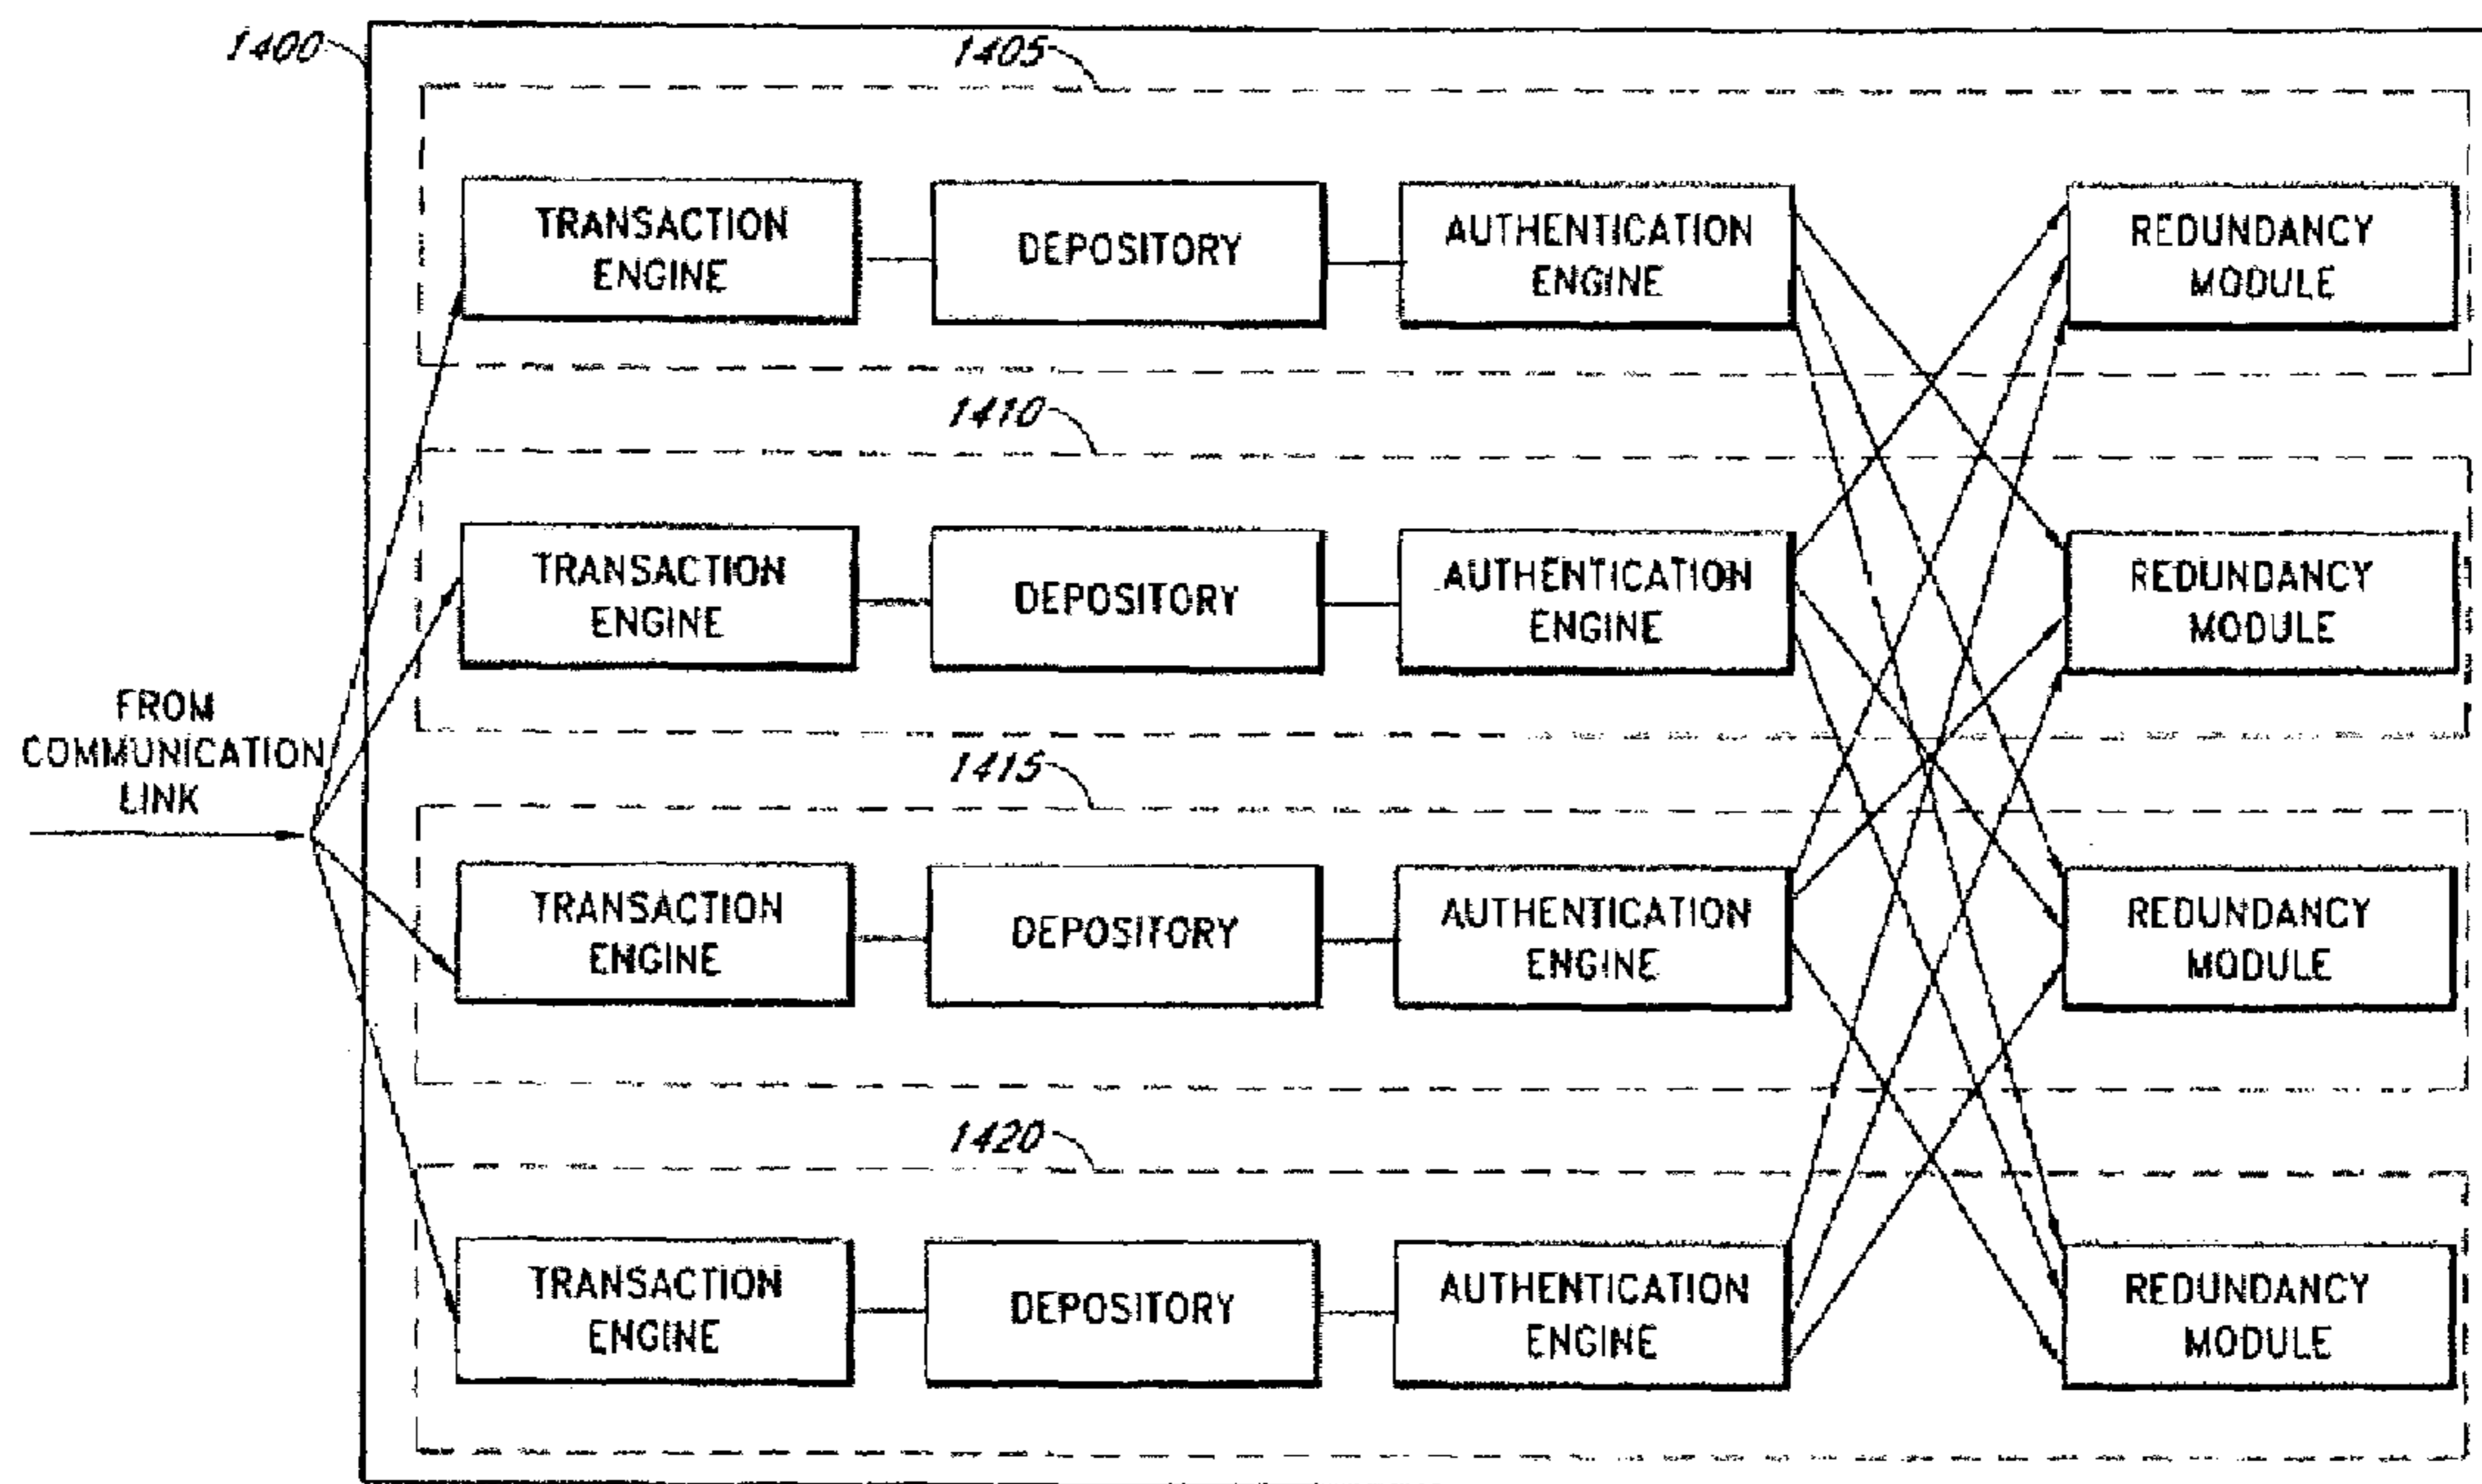 1400
1405
TRANSACTION
ENGINE
DEPOSITORY
AUTHENTICATION
ENGINE
REDUNDANCY
MODULE
1410
TRANSACTION
ENGINE
DEPOSITORY
AUTHENTICATION
ENGINE
REDUNDANCY
MODULE
FROM
COMMUNICATION
LINK
1415
TRANSACTION
ENGINE
DEPOSITORY
AUTHENTICATION
ENGINE
REDUNDANCY
MODULE
1420
TRANSACTION
ENGINE
DEPOSITORY
AUTHENTICATION
ENGINE
REDUNDANCY
MODULE